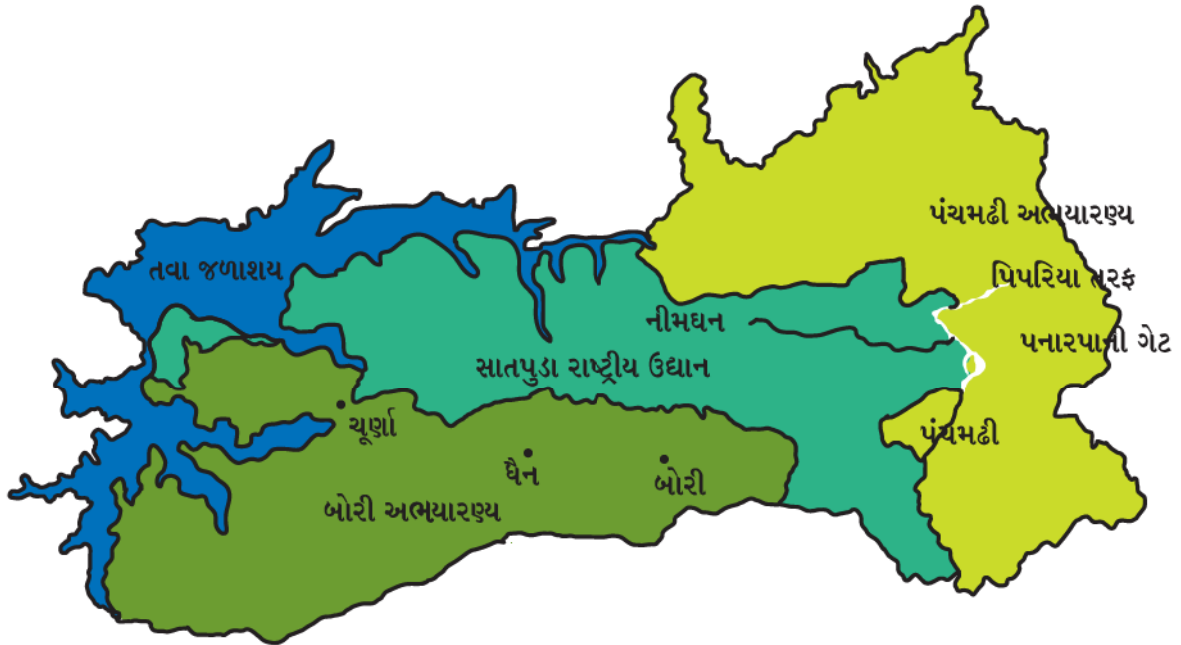 પંચમઢી અભયારણ્ય
તવા જળાશય
પિપરિયા તરફ
નીમઘન
પનારપાની ગેટ
સાતપુડા રાષ્ટ્રીય ઉદ્યાન
ચૂર્ણા
પંચમઢી
ધૈન
બોરી
બોરી અભયારણ્ય